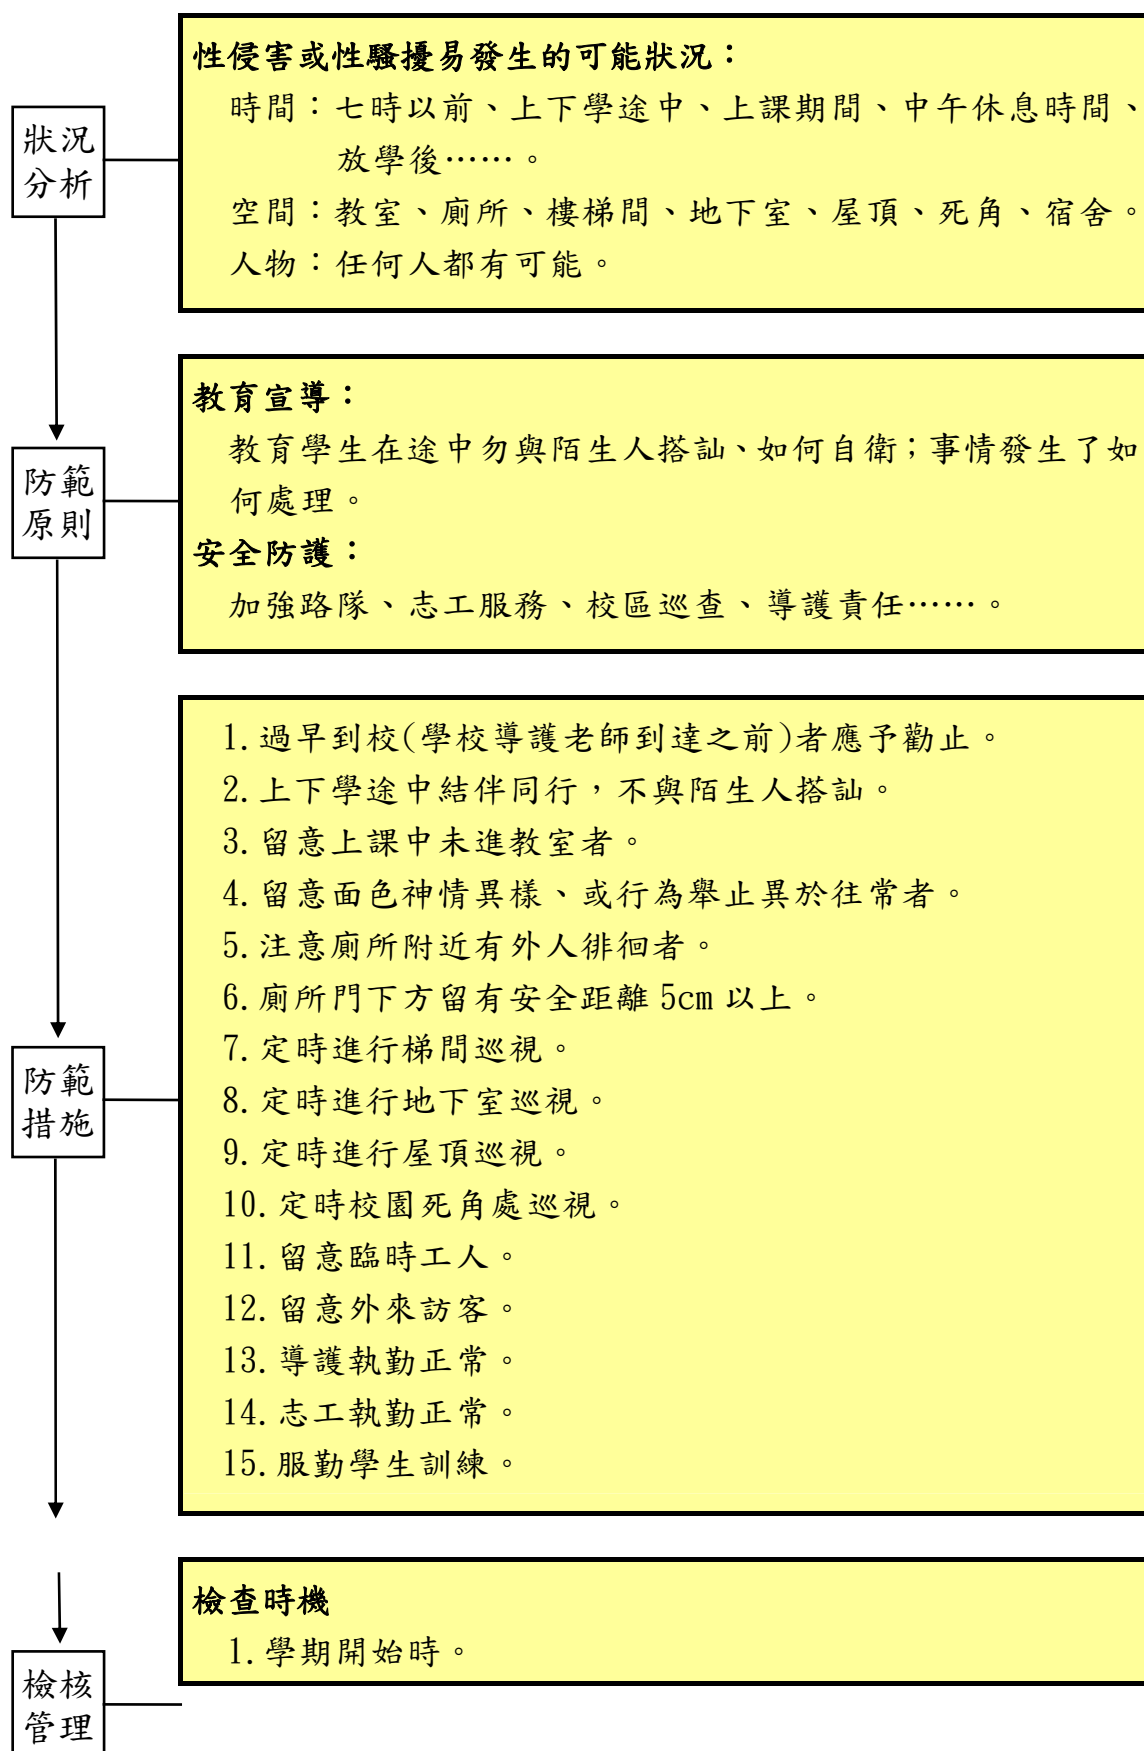 性侵害或性騷擾易發生的可能狀況：
時間：七時以前、上下學途中、上課期間、中午休息時間、
放學後……。
空間：教室、廁所、樓梯間、地下室、屋頂、死角、宿舍。
人物：任何人都有可能。
狀況
分析
教育宣導：
教育學生在途中勿與陌生人搭訕、如何自衛；事情發生了如
何處理。
安全防護：
加強路隊、志工服務、校區巡查、導護責任……。
防範
原則
1.過早到校(學校導護老師到達之前)者應予勸止。
2.上下學途中結伴同行，不與陌生人搭訕。
3.留意上課中未進教室者。
4.留意面色神情異樣、或行為舉止異於往常者。
5.注意廁所附近有外人徘徊者。
6.廁所門下方留有安全距離 5cm 以上。
7.定時進行梯間巡視。
8.定時進行地下室巡視。
9.定時進行屋頂巡視。
10.定時校園死角處巡視。
11.留意臨時工人。
12.留意外來訪客。
13.導護執勤正常。
14.志工執勤正常。
15.服勤學生訓練。
防範
措施
檢查時機
1.學期開始時。
檢核
管理